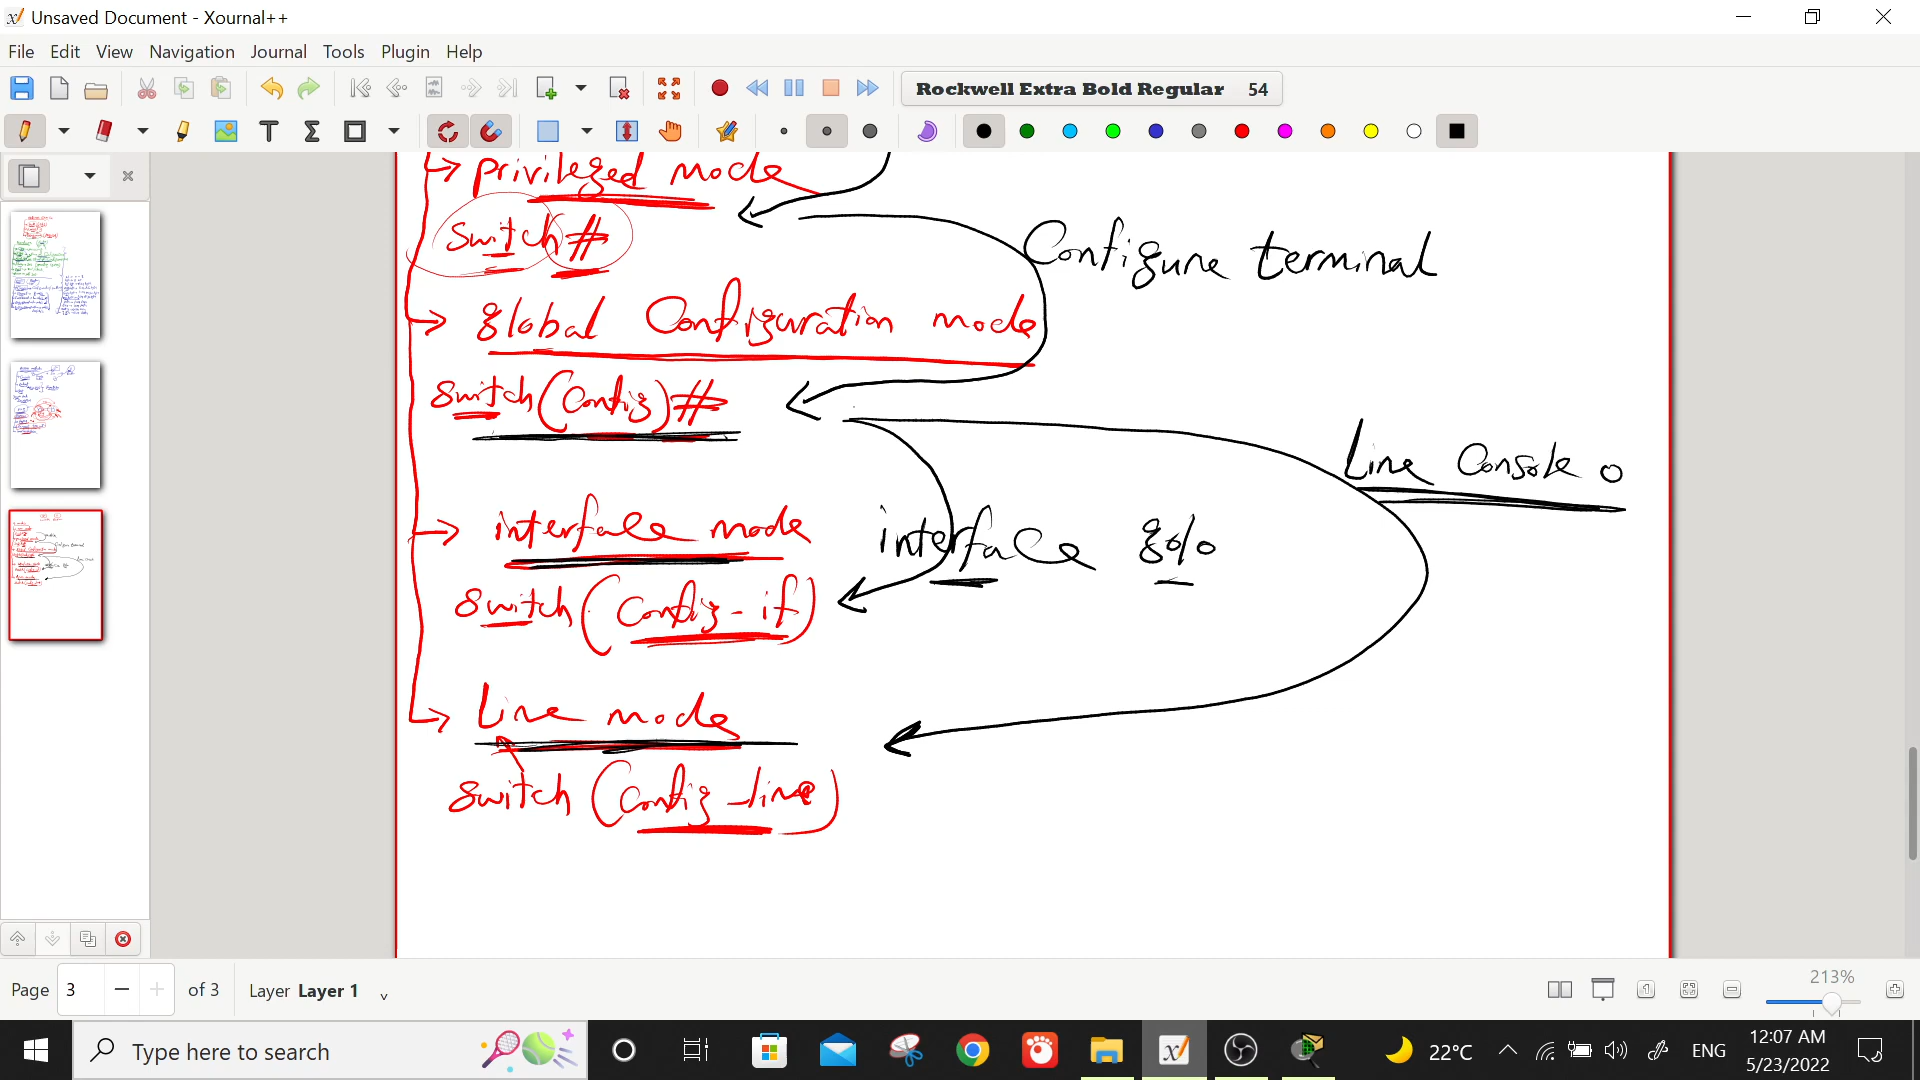 Unsaved Document - Xournal++
File Edit View Navigation Journal Tools Plugin Help
Rockwell Extra Bold Regular 54
privileged mode
Switch#
Configure terminal
global Configuration mode
switch(Config)#
Line Console 0
interface mode
interface g0/0
switch(Config-if)
Line mode
switch (Config-line)
Page 3 of 3 Layer Layer 1
213%
Type here to search
22°C
ENG
12:07 AM
5/23/2022